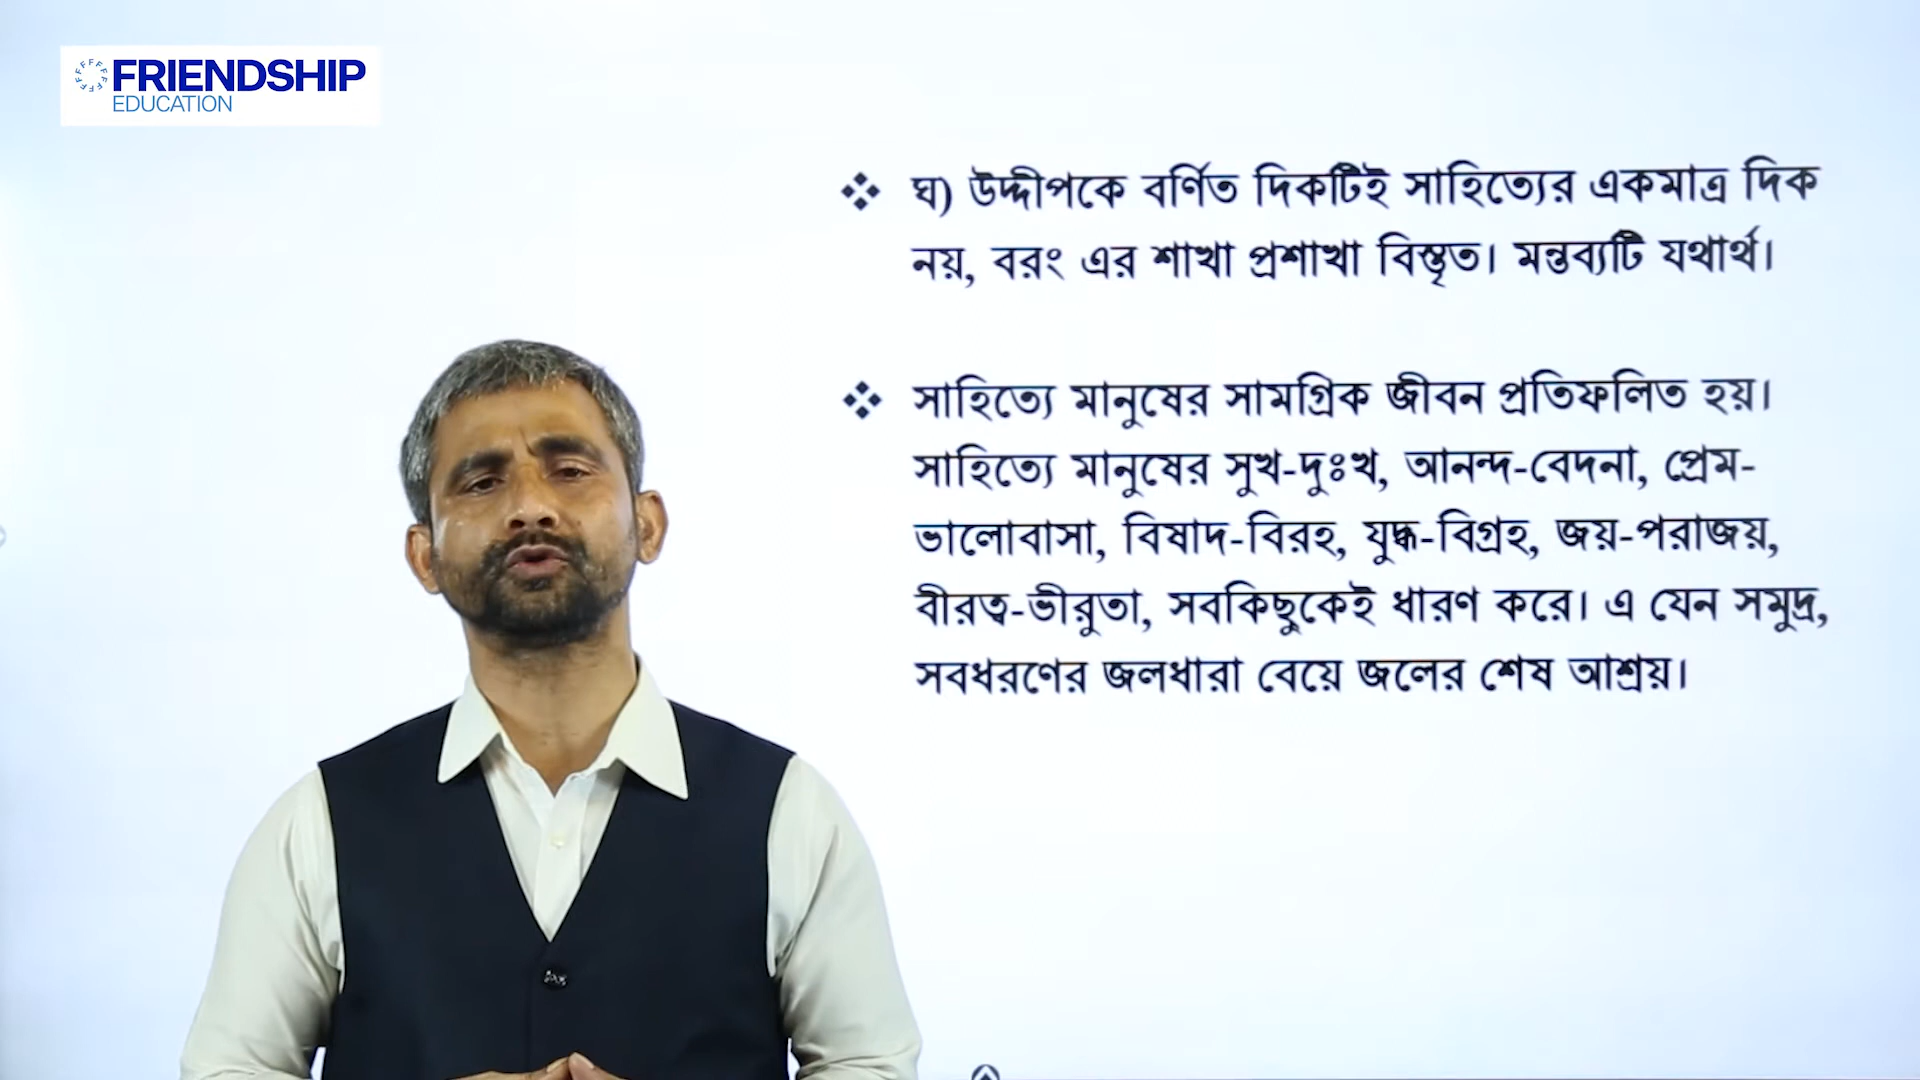 FRIENDSHIP
EDUCATION
❖ ঘ) উদ্দীপকে বর্ণিত দিকটিই সাহিত্যের একমাত্র দিক
নয়, বরং এর শাখা প্রশাখা বিস্তৃত। মন্তব্যটি যথার্থ।
❖ সাহিত্যে মানুষের সামগ্রিক জীবন প্রতিফলিত হয়।
সাহিত্যে মানুষের সুখ-দুঃখ, আনন্দ-বেদনা, প্রেম-
ভালোবাসা, বিষাদ-বিরহ, যুদ্ধ-বিগ্রহ, জয়-পরাজয়,
বীরত্ব-ভীরুতা, সবকিছুকেই ধারণ করে। এ যেন সমুদ্র,
সবধরণের জলধারা বেয়ে জলের শেষ আশ্রয়।